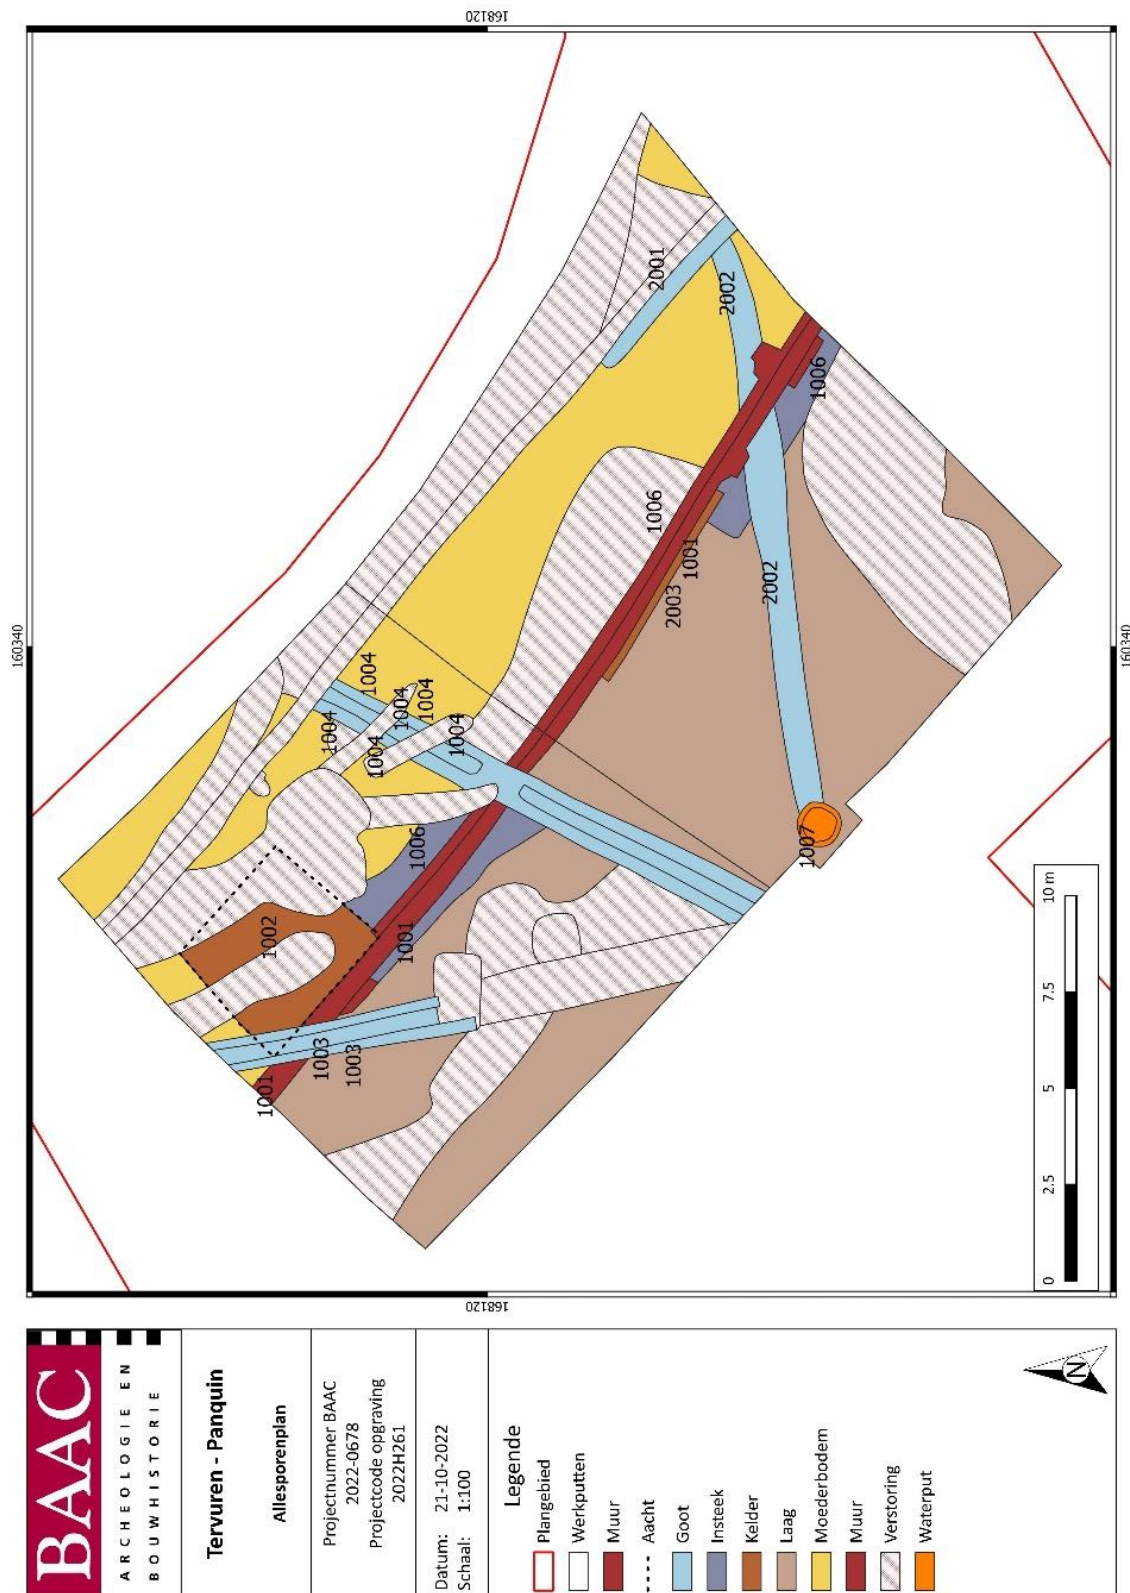 BAAC
ARCHEOLOGIE EN
BOUWHISTORIE
Tervuren - Panquin
Allesporenplan
Projectnummer BAAC
2022-0678
Projectcode opgraving
2022H261
Datum: 21-10-2022
Schaal: 1:100
Legende
Plangebied
Werkputten
Muur
Aacht
Goot
Insteek
Kelder
Laag
Moederbodem
Muur
Verstoring
Waterput
N
160340
168120
168120
160340
1001
1002
1003
1003
1001
1006
1004
1004
1004
1004
1004
1004
2001
2002
1006
1006
1001
2003
2002
1007
0
2.5
5
7.5
10 m